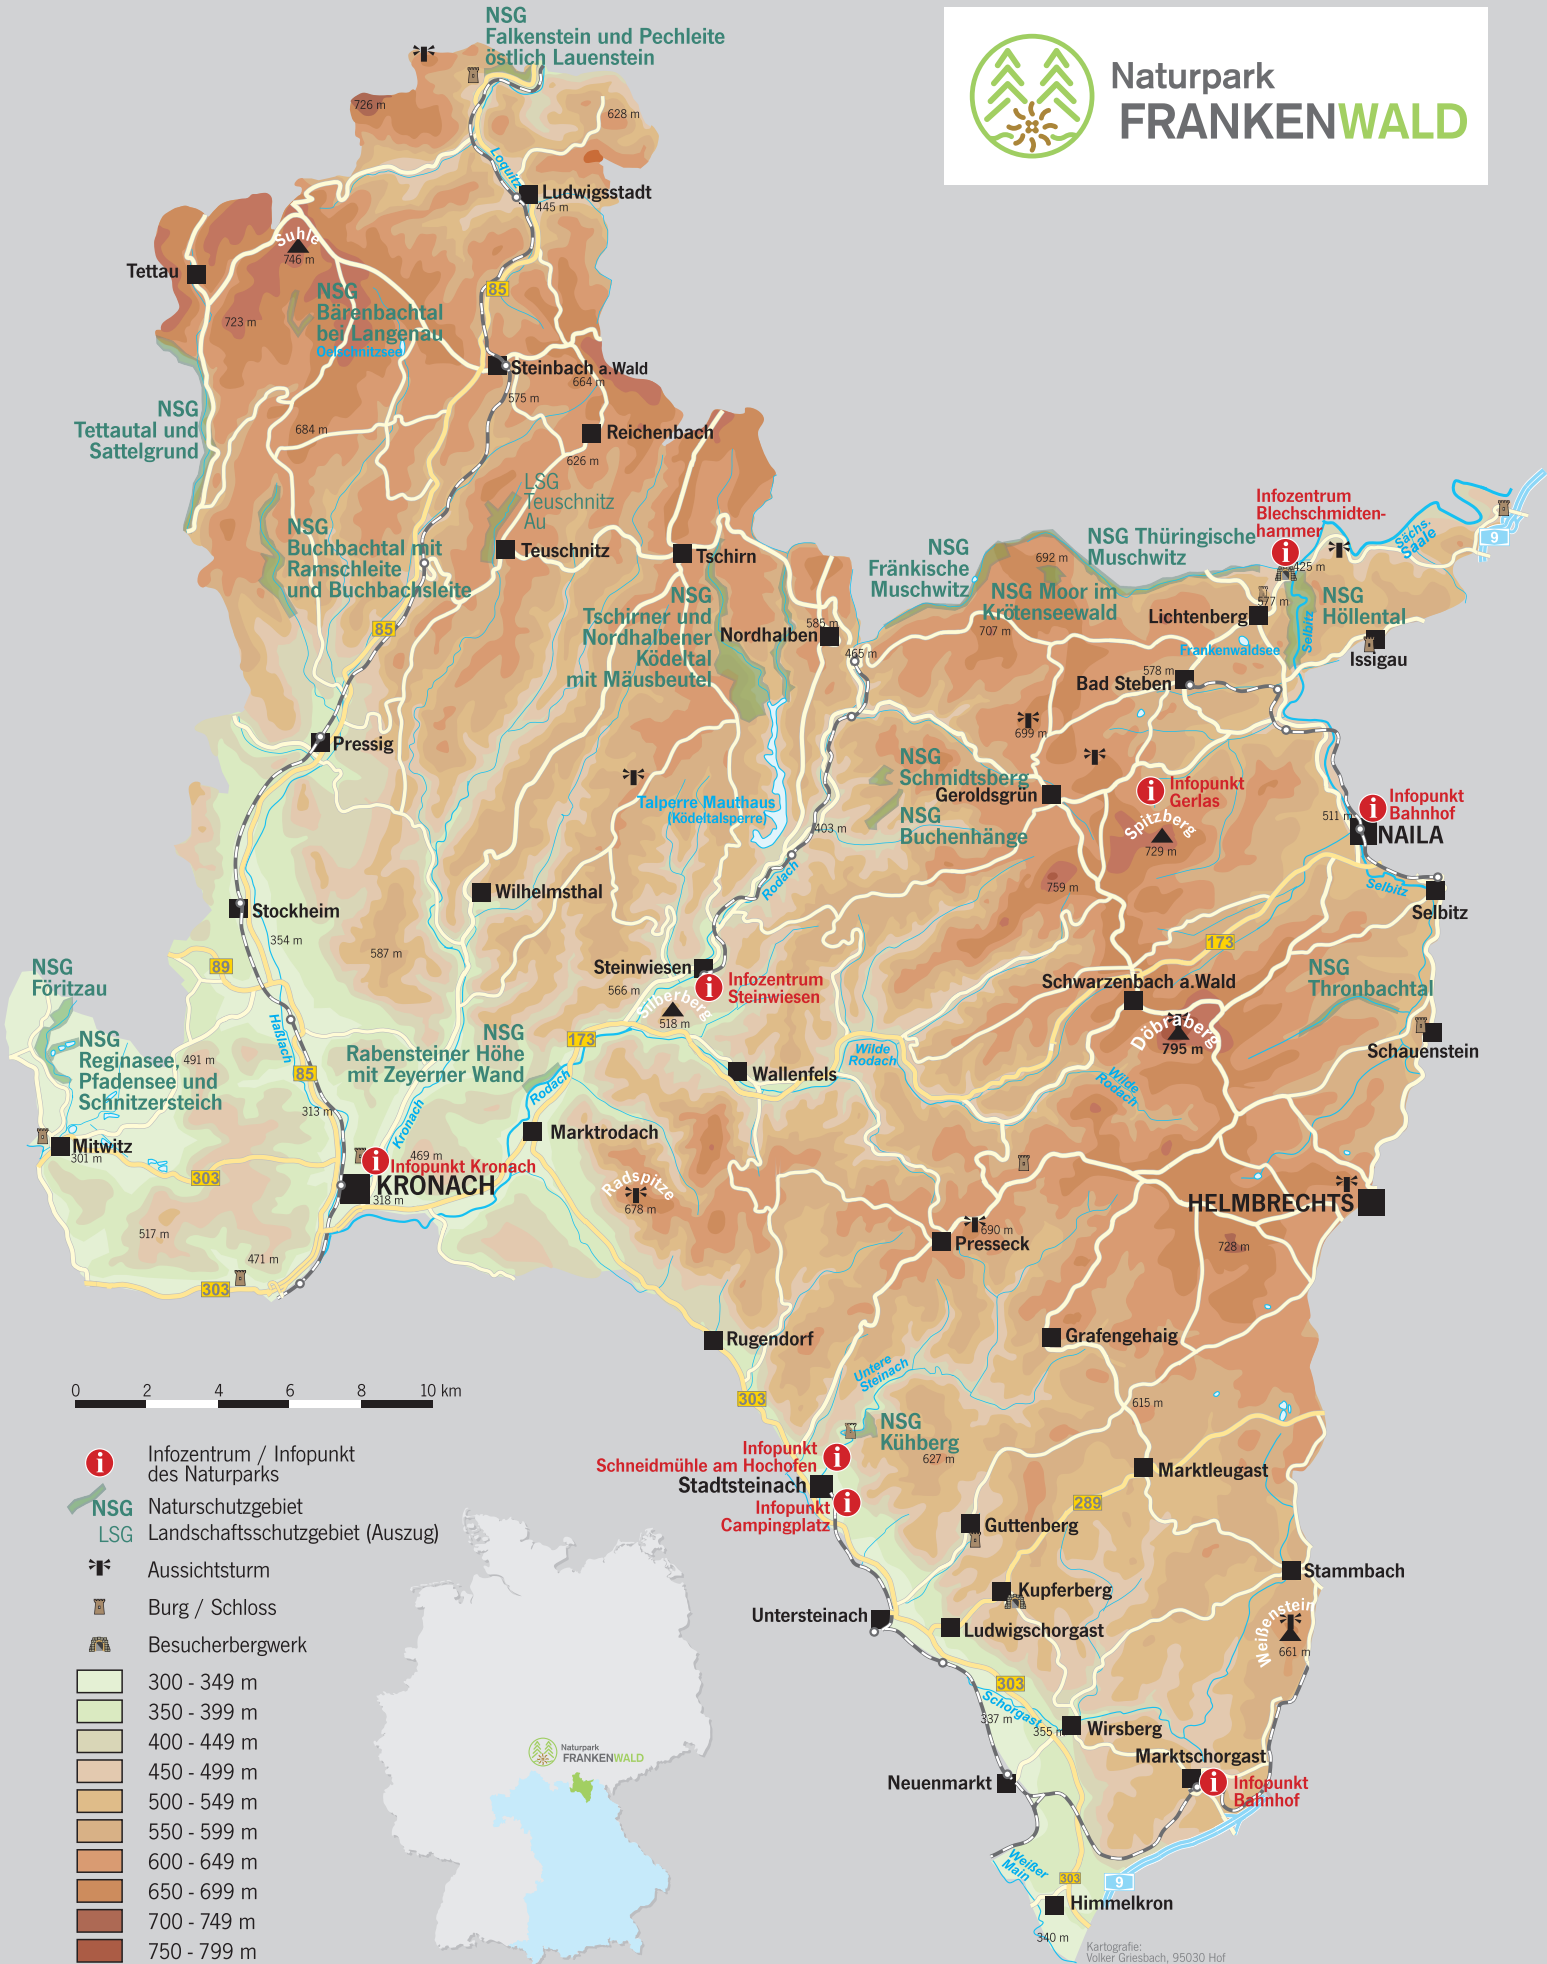 NSG
Falkenstein und Pechleite
östlich Lauenstein
Naturpark
FRANKENWALD
726 m
628 m
Loquitz
Ludwigsstadt
445 m
Suhle
746 m
Tettau
85
NSG
Bärenbachtal
bei Langenau
Oelschnitzsee
723 m
Steinbach a.Wald
664 m
575 m
NSG
Tettautal und
Sattelgrund
684 m
Reichenbach
626 m
LSG
Teuschnitz
Au
Teuschnitz
Tschirn
NSG
Buchbachtal mit
Ramschleite
und Buchbachsleite
85
NSG
Tschirner und
Nordhalbener
Ködeltal
mit Mäusbeutel
Nordhalben
585 m
465 m
NSG
Fränkische
Muschwitz
692 m
NSG Thüringische
Muschwitz
NSG Moor im
Krötenseewald
707 m
Infozentrum
Blechschmidten-
hammer
425 m
Sächs.
Saale
9
577 m
Lichtenberg
Selbitz
NSG
Höllental
Frankenwaldsee
Issigau
578 m
Bad Steben
Pressig
699 m
NSG
Schmidtsberg
Geroldsgrün
NSG
Buchenhänge
Infopunkt
Gerlas
Spitzberg
729 m
Infopunkt
Bahnhof
511 m
NAILA
Talperre Mauthaus
(Ködeltalsperre)
403 m
Rodach
759 m
Selbitz
Selbitz
Wilhelmsthal
Stockheim
354 m
587 m
89
173
Steinwiesen
566 m
Infozentrum
Steinwiesen
Silberberg
518 m
Schwarzenbach a.Wald
Döbraberg
795 m
NSG
Thronbachtal
Schauenstein
NSG
Föritzau
NSG
Reginasee,
Pfadensee und
Schnitzersteich
491 m
Haßlach
85
313 m
NSG
Rabensteiner Höhe
mit Zeyerner Wand
173
Rodach
Wallenfels
Wilde
Rodach
Wilde
Rodach
Kronach
Marktrodach
Mitwitz
301 m
303
469 m
Infopunkt Kronach
KRONACH
318 m
Radspitze
678 m
HELMBRECHTS
517 m
471 m
303
690 m
Presseck
728 m
Rugendorf
Grafengehaig
303
Untere
Steinach
615 m
NSG
Kühberg
627 m
Infopunkt
Schneidmühle am Hochofen
Stadtsteinach
Infopunkt
Campingplatz
Marktleugast
289
Guttenberg
Stammbach
Kupferberg
Untersteinach
Ludwigschorgast
Weißenstein
661 m
303
Schorgast
337 m
355 m
Wirsberg
Marktschorgast
Infopunkt
Bahnhof
Neuenmarkt
Weißer
Main
303
9
Himmelkron
340 m
Kartografie:
Volker Griesbach, 95030 Hof
0 2 4 6 8 10 km
Infozentrum / Infopunkt
des Naturparks
NSG Naturschutzgebiet
LSG Landschaftsschutzgebiet (Auszug)
Aussichtsturm
Burg / Schloss
Besucherbergwerk
300 - 349 m
350 - 399 m
400 - 449 m
450 - 499 m
500 - 549 m
550 - 599 m
600 - 649 m
650 - 699 m
700 - 749 m
750 - 799 m
Naturpark
FRANKENWALD